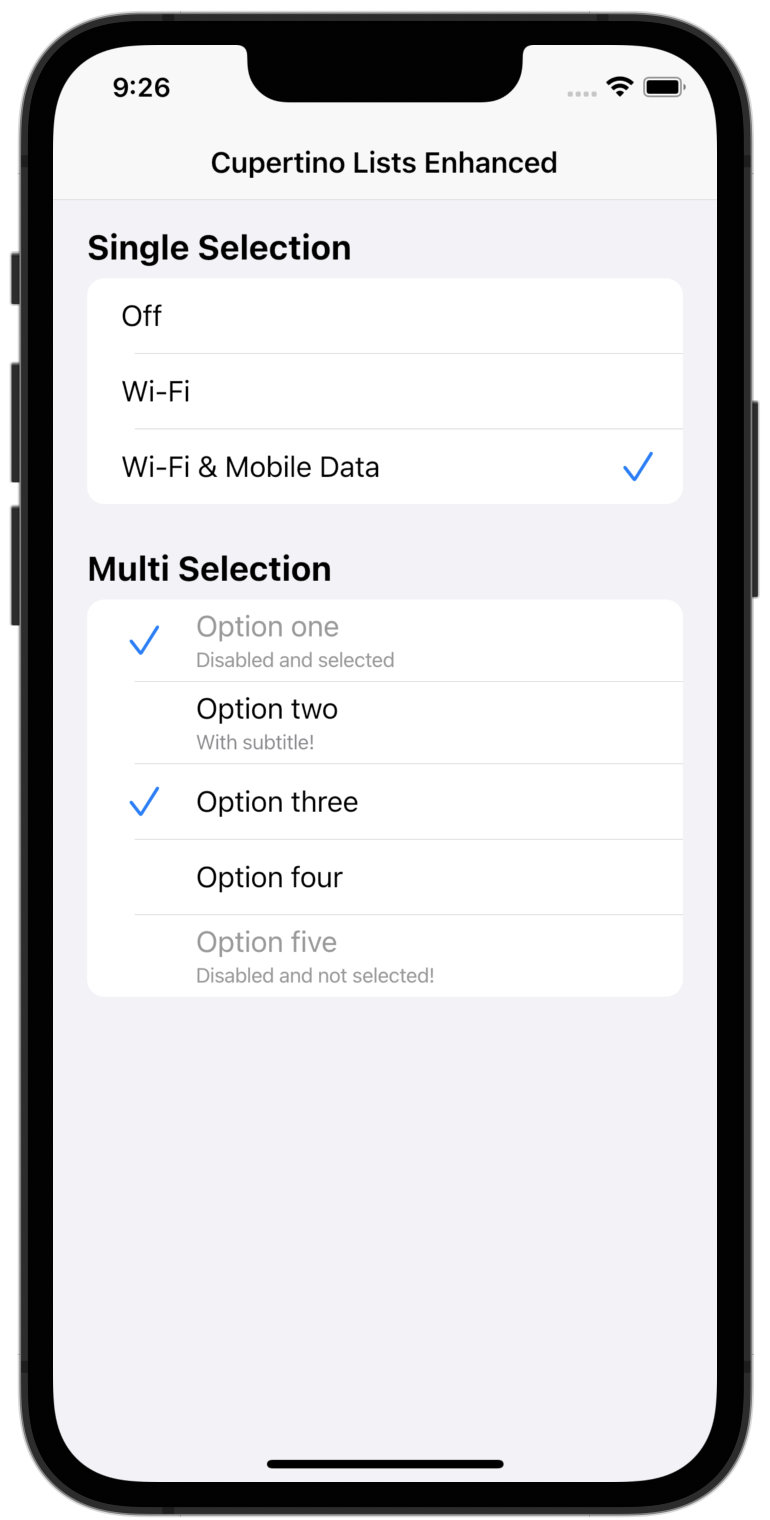 9:26
Cupertino Lists Enhanced
Single Selection
Off
Wi-Fi
Wi-Fi & Mobile Data
Multi Selection
Option one
Disabled and selected
Option two
With subtitle!
Option three
Option four
Option five
Disabled and not selected!